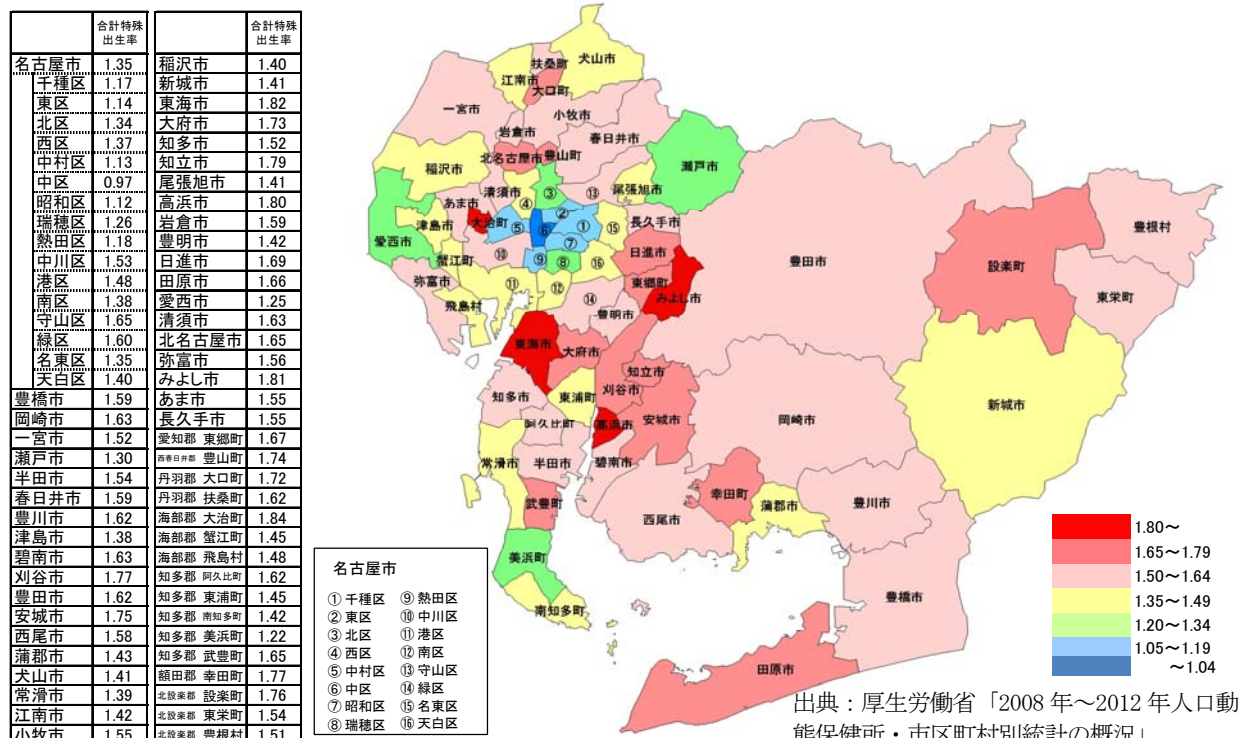 合計特殊出生率 合計特殊出生率
名古屋市 1.35 稲沢市 1.40
千種区 1.17 新城市 1.41
東区 1.14 東海市 1.82
北区 1.34 大府市 1.73
西区 1.37 知多市 1.52
中村区 1.13 知立市 1.79
中区 0.97 尾張旭市 1.41
昭和区 1.12 高浜市 1.80
瑞穂区 1.26 岩倉市 1.59
熱田区 1.18 豊明市 1.42
中川区 1.53 日進市 1.69
港区 1.48 田原市 1.66
南区 1.38 愛西市 1.25
守山区 1.65 清須市 1.63
緑区 1.60 北名古屋市 1.65
名東区 1.35 弥富市 1.56
天白区 1.40 みよし市 1.81
豊橋市 1.59 あま市 1.55
岡崎市 1.63 長久手市 1.55
一宮市 1.52 愛知郡 東郷町 1.67
瀬戸市 1.30 西春日井郡 豊山町 1.74
半田市 1.54 丹羽郡 大口町 1.72
春日井市 1.59 丹羽郡 扶桑町 1.62
豊川市 1.62 海部郡 大治町 1.84
津島市 1.38 海部郡 蟹江町 1.45
碧南市 1.63 海部郡 飛島村 1.48
刈谷市 1.77 知多郡 阿久比町 1.62
豊田市 1.62 知多郡 東浦町 1.45
安城市 1.75 知多郡 南知多町 1.42
西尾市 1.58 知多郡 美浜町 1.22
蒲郡市 1.43 知多郡 武豊町 1.65
犬山市 1.41 額田郡 幸田町 1.77
常滑市 1.39 北設楽郡 設楽町 1.76
江南市 1.42 北設楽郡 東栄町 1.54
小牧市 1.55 北設楽郡 豊根村 1.51
扶桑町
犬山市
江南市
大口町
一宮市
小牧市
岩倉市
春日井市
北名古屋市
豊山町
瀬戸市
稲沢市
清須市
④
③
⑬
尾張旭市
あま市
②
豊根村
津島市
大治町
⑤
⑥
①
⑮
長久手市
愛西市
⑦
日進市
豊田市
蟹江町
⑩
⑨
⑧
⑯
設楽町
弥富市
⑪
⑫
東郷町
みよし市
東栄町
飛島村
⑭
豊明市
東海市
大府市
知立市
知多市
東浦町
刈谷市
新城市
阿久比町
高浜市
安城市
岡崎市
常滑市
半田市
碧南市
武豊町
幸田町
蒲郡市
豊川市
西尾市
美浜町
南知多町
豊橋市
田原市
名古屋市
① 千種区 ⑨ 熱田区
② 東区 ⑩ 中川区
③ 北区 ⑪ 港区
④ 西区 ⑫ 南区
⑤ 中村区 ⑬ 守山区
⑥ 中区 ⑭ 緑区
⑦ 昭和区 ⑮ 名東区
⑧ 瑞穂区 ⑯ 天白区
1.80～
1.65～1.79
1.50～1.64
1.35～1.49
1.20～1.34
1.05～1.19
～1.04
出典：厚生労働省「2008 年～2012 年人口動
態保健所・市区町村別統計の概況」